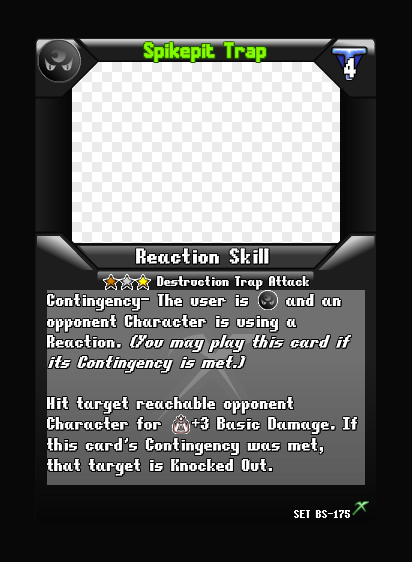 Spikepit Trap
4
Reaction Skill
Destruction Trap Attack
Contingency- The user is and an
opponent Character is using a
Reaction. (You may play this card if
its Contingency is met.)
Hit target reachable opponent
Character for +3 Basic Damage. If
this card's Contingency was met,
that target is Knocked Out.
SET BS-175